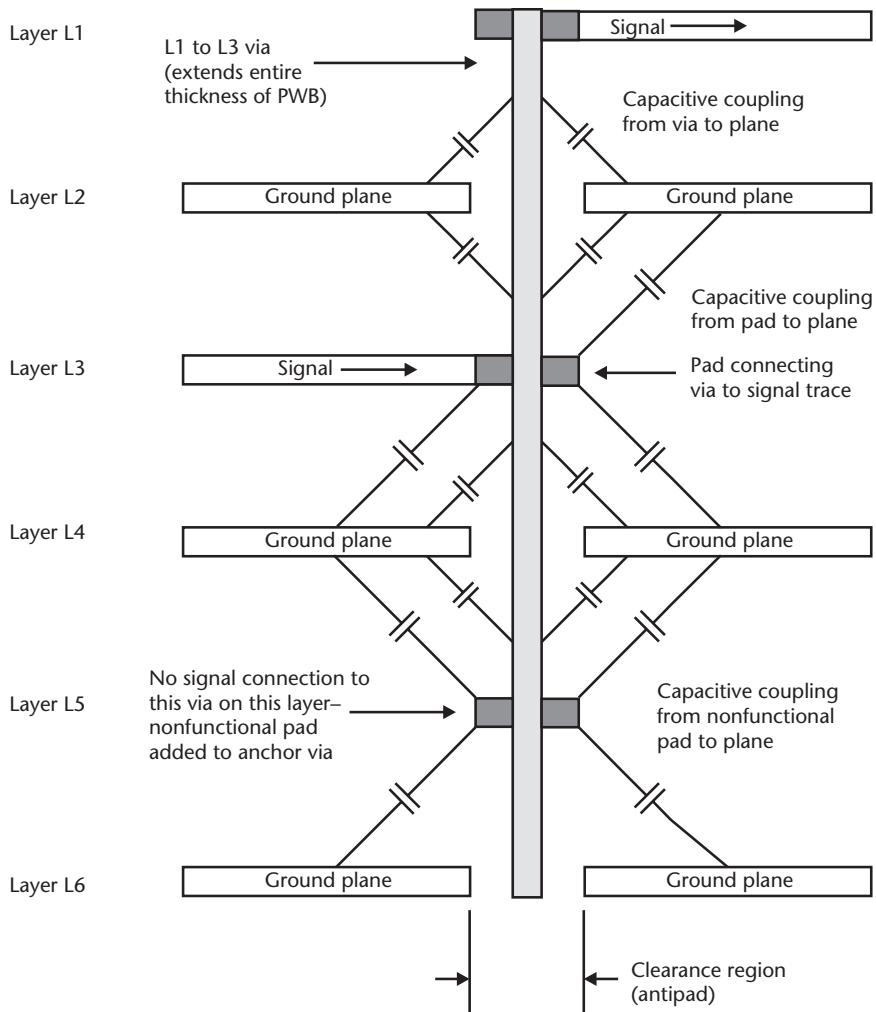 Layer L1
Signal
L1 to L3 via
(extends entire
thickness of PWB)
Capacitive coupling
from via to plane
Layer L2
Ground plane
Ground plane
Capacitive coupling
from pad to plane
Layer L3
Signal
Pad connecting
via to signal trace
Layer L4
Ground plane
Ground plane
No signal connection to
this via on this layer–
nonfunctional pad
added to anchor via
Layer L5
Capacitive coupling
from nonfunctional
pad to plane
Layer L6
Ground plane
Ground plane
Clearance region
(antipad)